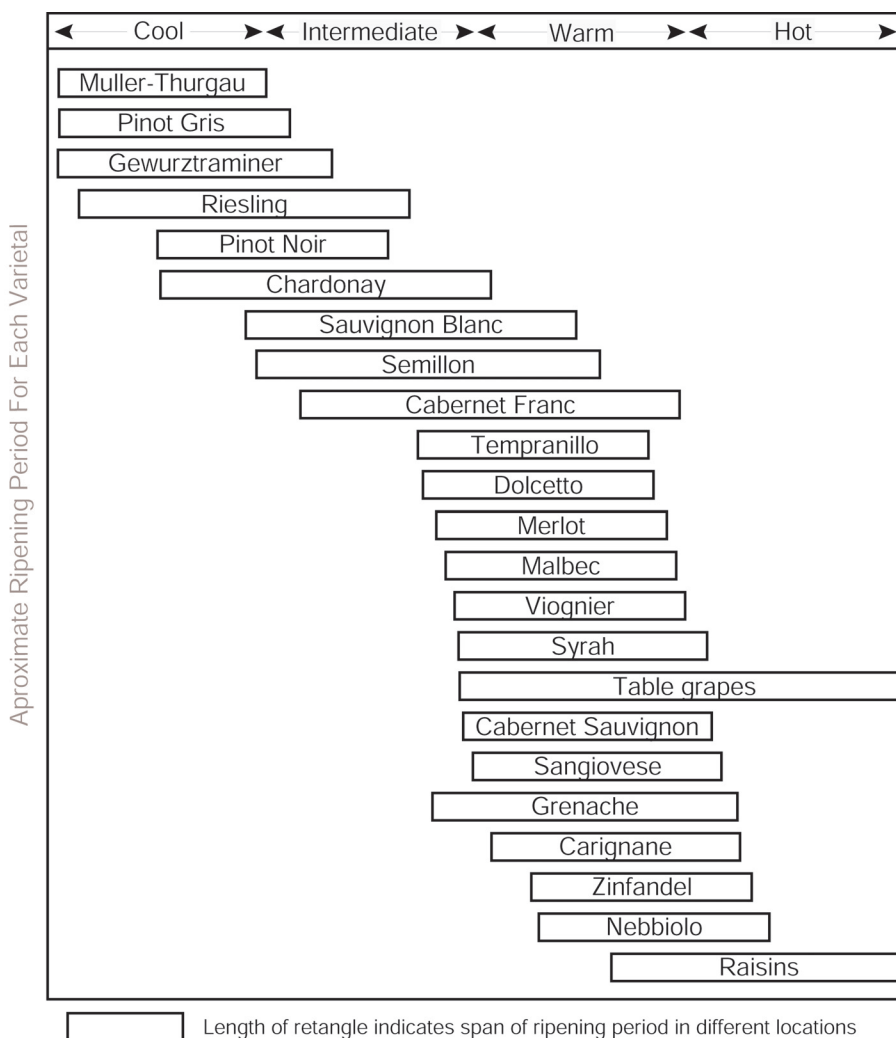 Cool Intermediate Warm Hot
Muller-Thurgau
Pinot Gris
Gewurztraminer
Riesling
Pinot Noir
Chardonay
Sauvignon Blanc
Semillon
Cabernet Franc
Tempranillo
Dolcetto
Merlot
Malbec
Viognier
Syrah
Table grapes
Cabernet Sauvignon
Sangiovese
Grenache
Carignane
Zinfandel
Nebbiolo
Raisins
Aproximate Ripening Period For Each Varietal
Length of retangle indicates span of ripening period in different locations